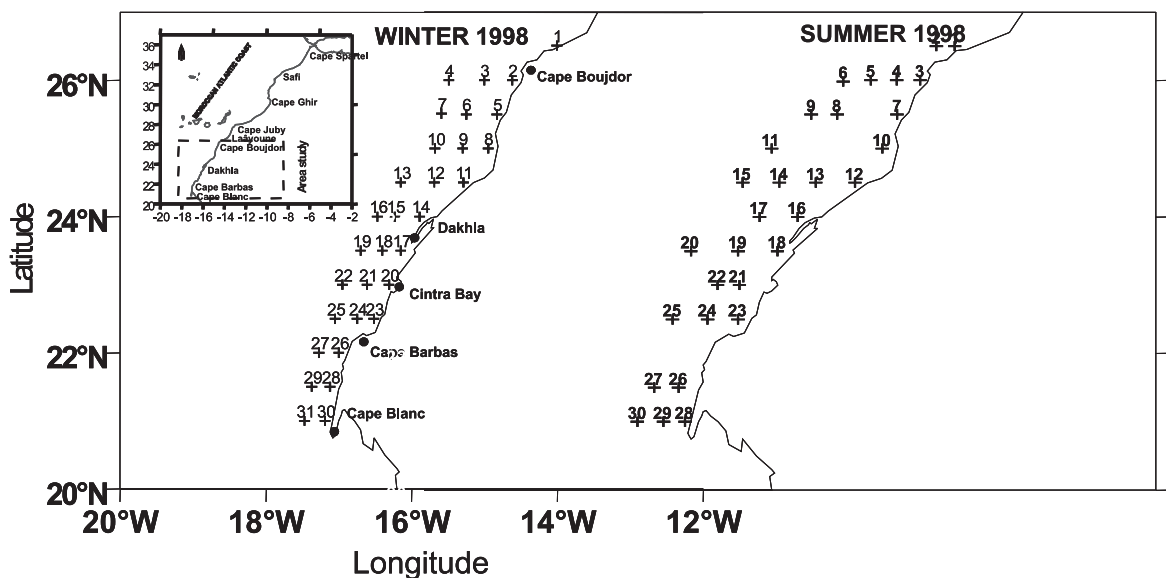 WINTER 1998
SUMMER 1998
36
34
32
30
28
26
24
22
20
-20 -18 -16 -14 -12 -10 -8 -6 -4 -2
MOROCCAN ATLANTIC COAST
Cape Spartel
Safi
Cape Ghir
Cape Juby
Laâyoune
Cape Boujdor
Dakhla
Cape Barbas
Cape Blanc
Area study
1
4 3 2
Cape Boujdor
7 6 5
10 9 8
13 12 11
16 15 14
Dakhla
19 18 17
22 21 20
Cintra Bay
25 24 23
27 26
Cape Barbas
29 28
31 30
Cape Blanc
6 5 4 3
9 8 7
11 10
15 14 13 12
17 16
20 19 18
22 21
25 24 23
27 26
30 29 28
26°N
24°N
22°N
20°N
Latitude
20°W 18°W 16°W 14°W 12°W
Longitude